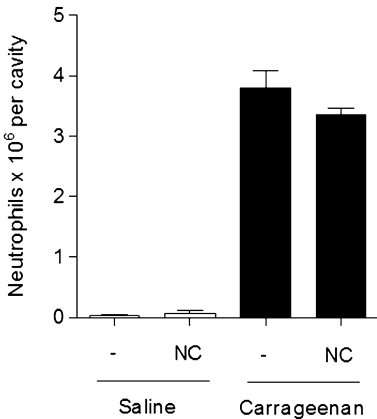 Neutrophils x 10⁶ per cavity
5
4
3
2
1
0
- NC - NC
Saline Carrageenan